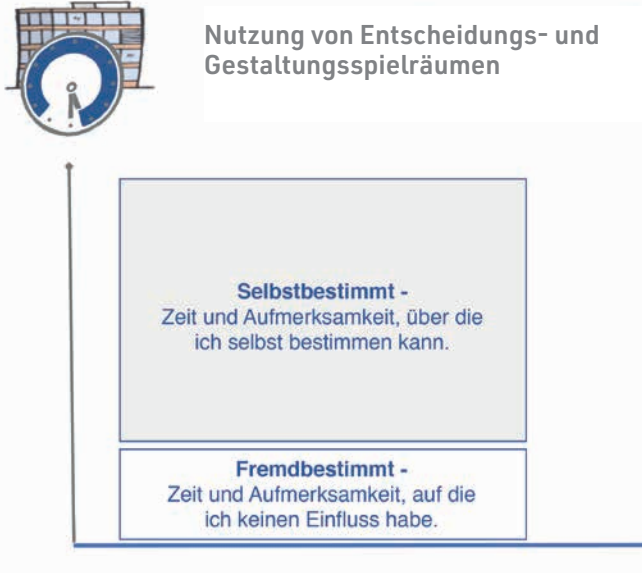 Nutzung von Entscheidungs- und
Gestaltungsspielräumen
Selbstbestimmt -
Zeit und Aufmerksamkeit, über die
ich selbst bestimmen kann.
Fremdbestimmt -
Zeit und Aufmerksamkeit, auf die
ich keinen Einfluss habe.